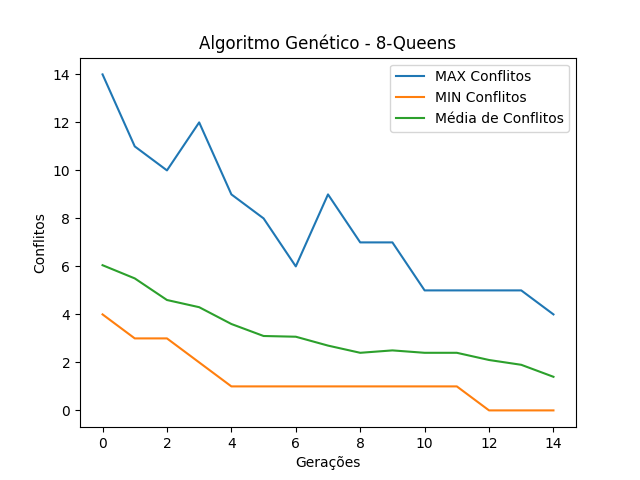 Algoritmo Genético - 8-Queens
MAX Conflitos
MIN Conflitos
Média de Conflitos
Conflitos
14
12
10
8
6
4
2
0
0 2 4 6 8 10 12 14
Gerações